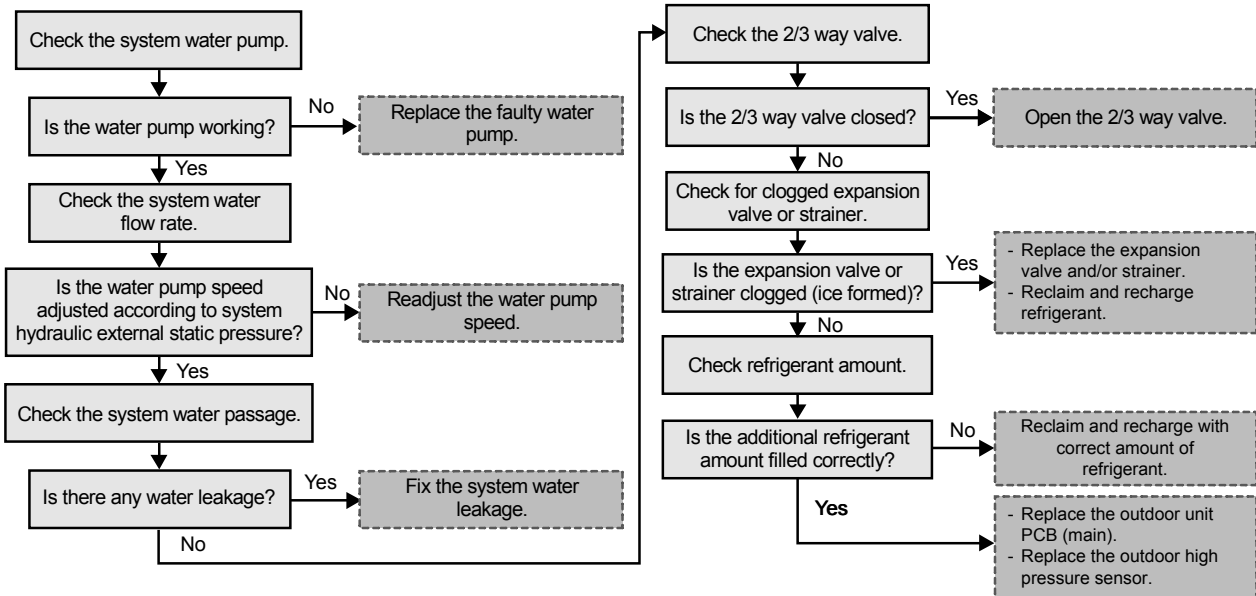 Check the system water pump.
Is the water pump working?
No
Replace the faulty water
pump.
Yes
Check the system water
flow rate.
Is the water pump speed
adjusted according to system
hydraulic external static pressure?
No
Readjust the water pump
speed.
Yes
Check the system water passage.
Is there any water leakage?
Yes
Fix the system water
leakage.
No
Check the 2/3 way valve.
Is the 2/3 way valve closed?
Yes
Open the 2/3 way valve.
No
Check for clogged expansion
valve or strainer.
Is the expansion valve or
strainer clogged (ice formed)?
Yes
- Replace the expansion
valve and/or strainer.
- Reclaim and recharge
refrigerant.
No
Check refrigerant amount.
Is the additional refrigerant
amount filled correctly?
No
Reclaim and recharge with
correct amount of
refrigerant.
Yes
- Replace the outdoor unit
PCB (main).
- Replace the outdoor high
pressure sensor.